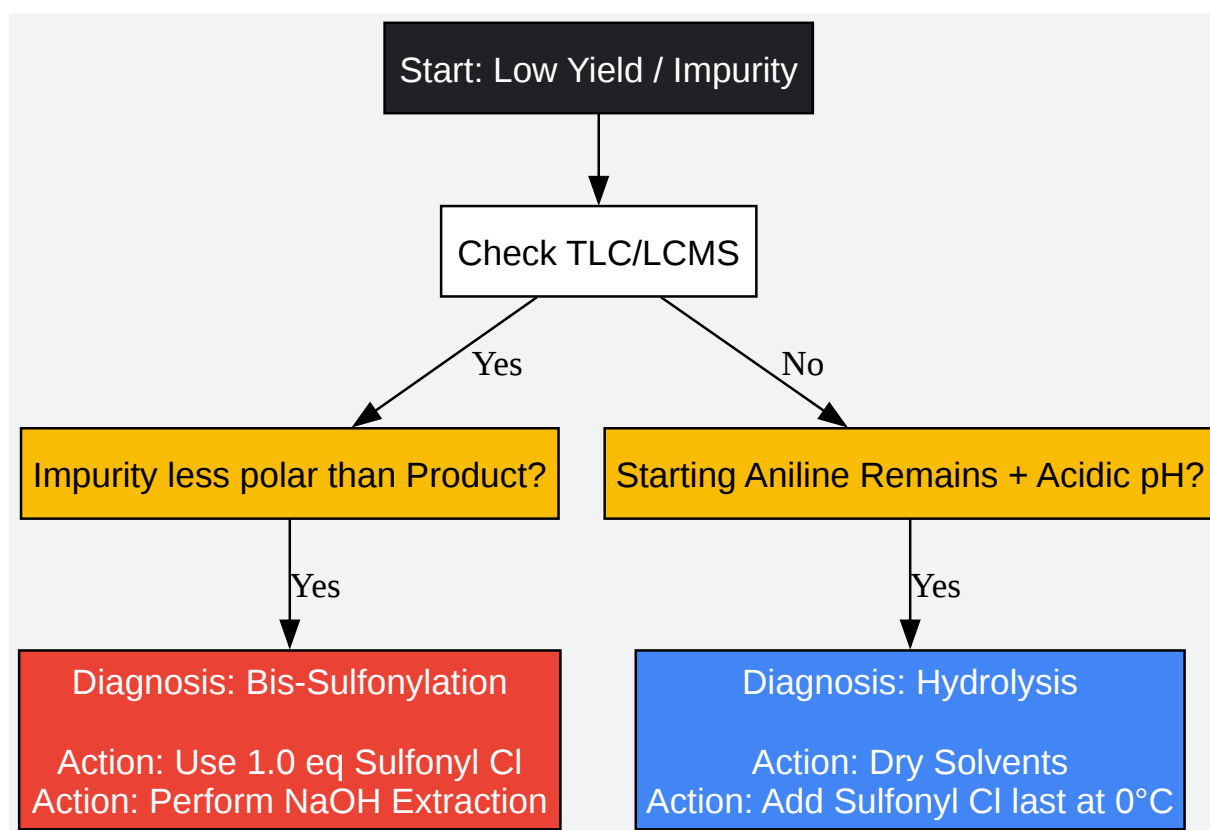 Start: Low Yield / Impurity
Check TLC/LCMS
Yes
No
Impurity less polar than Product?
Starting Aniline Remains + Acidic pH?
Yes
Yes
Diagnosis: Bis-Sulfonylation
Action: Use 1.0 eq Sulfonyl Cl
Action: Perform NaOH Extraction
Diagnosis: Hydrolysis
Action: Dry Solvents
Action: Add Sulfonyl Cl last at 0°C